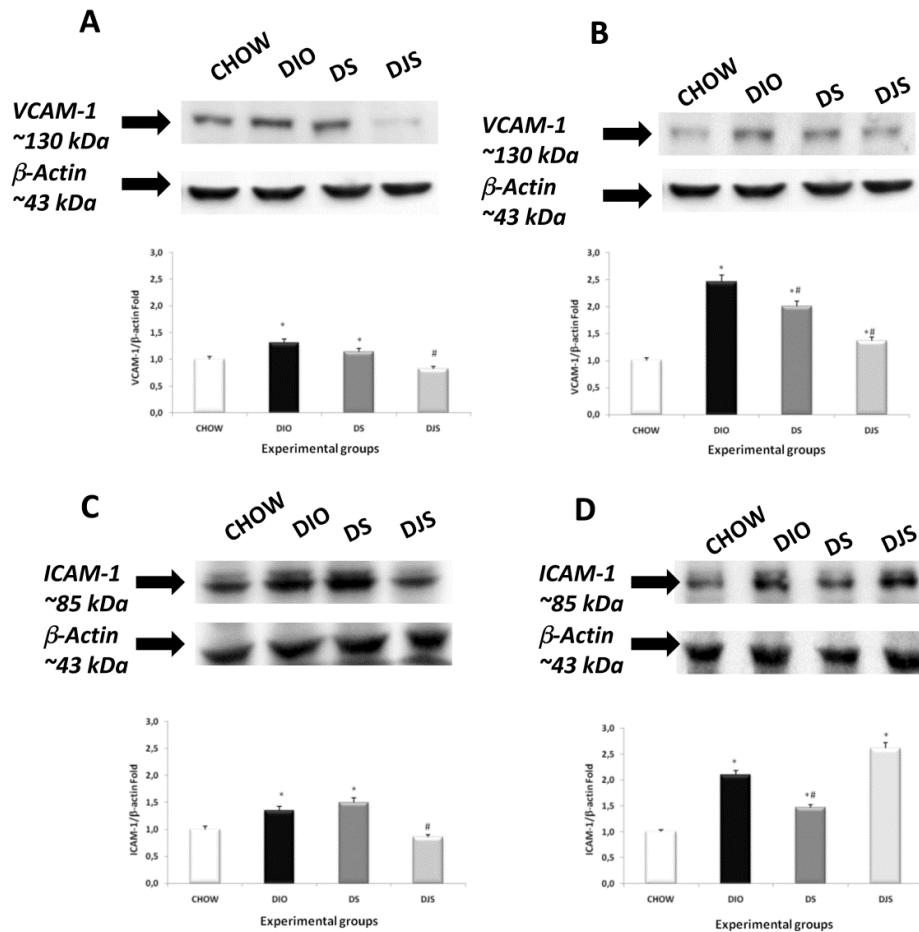 A
CHOW DIO DS DJS
VCAM-1
~130 kDa
β-Actin
~43 kDa
3,0
2,5
2,0
1,5
1,0
0,5
0,0
VCAM-1/β-actin Fold
* * #
CHOW DIO DS DJS
Experimental groups
B
CHOW DIO DS DJS
VCAM-1
~130 kDa
β-Actin
~43 kDa
3,0
2,5
2,0
1,5
1,0
0,5
0,0
VCAM-1/β-actin Fold
* *# *#
CHOW DIO DS DJS
Experimental groups
C
CHOW DIO DS DJS
ICAM-1
~85 kDa
β-Actin
~43 kDa
3,0
2,5
2,0
1,5
1,0
0,5
0,0
ICAM-1/β-actin Fold
* * #
CHOW DIO DS DJS
Experimental groups
D
CHOW DIO DS DJS
ICAM-1
~85 kDa
β-Actin
~43 kDa
3,0
2,5
2,0
1,5
1,0
0,5
0,0
ICAM-1/β-actin Fold
* *# *
CHOW DIO DS DJS
Experimental groups